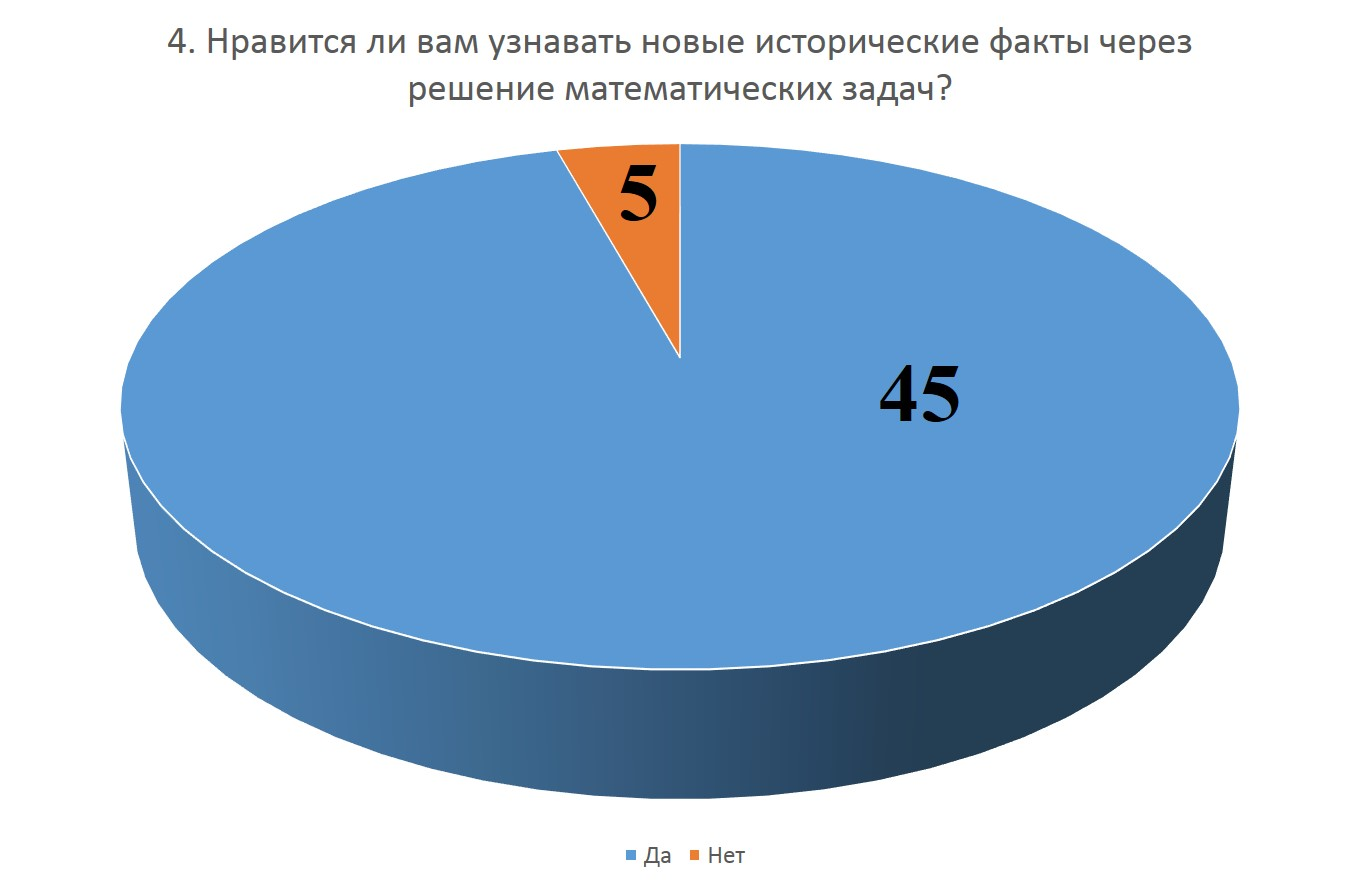 4. Нравится ли вам узнавать новые исторические факты через
решение математических задач?
5
45
Да Нет